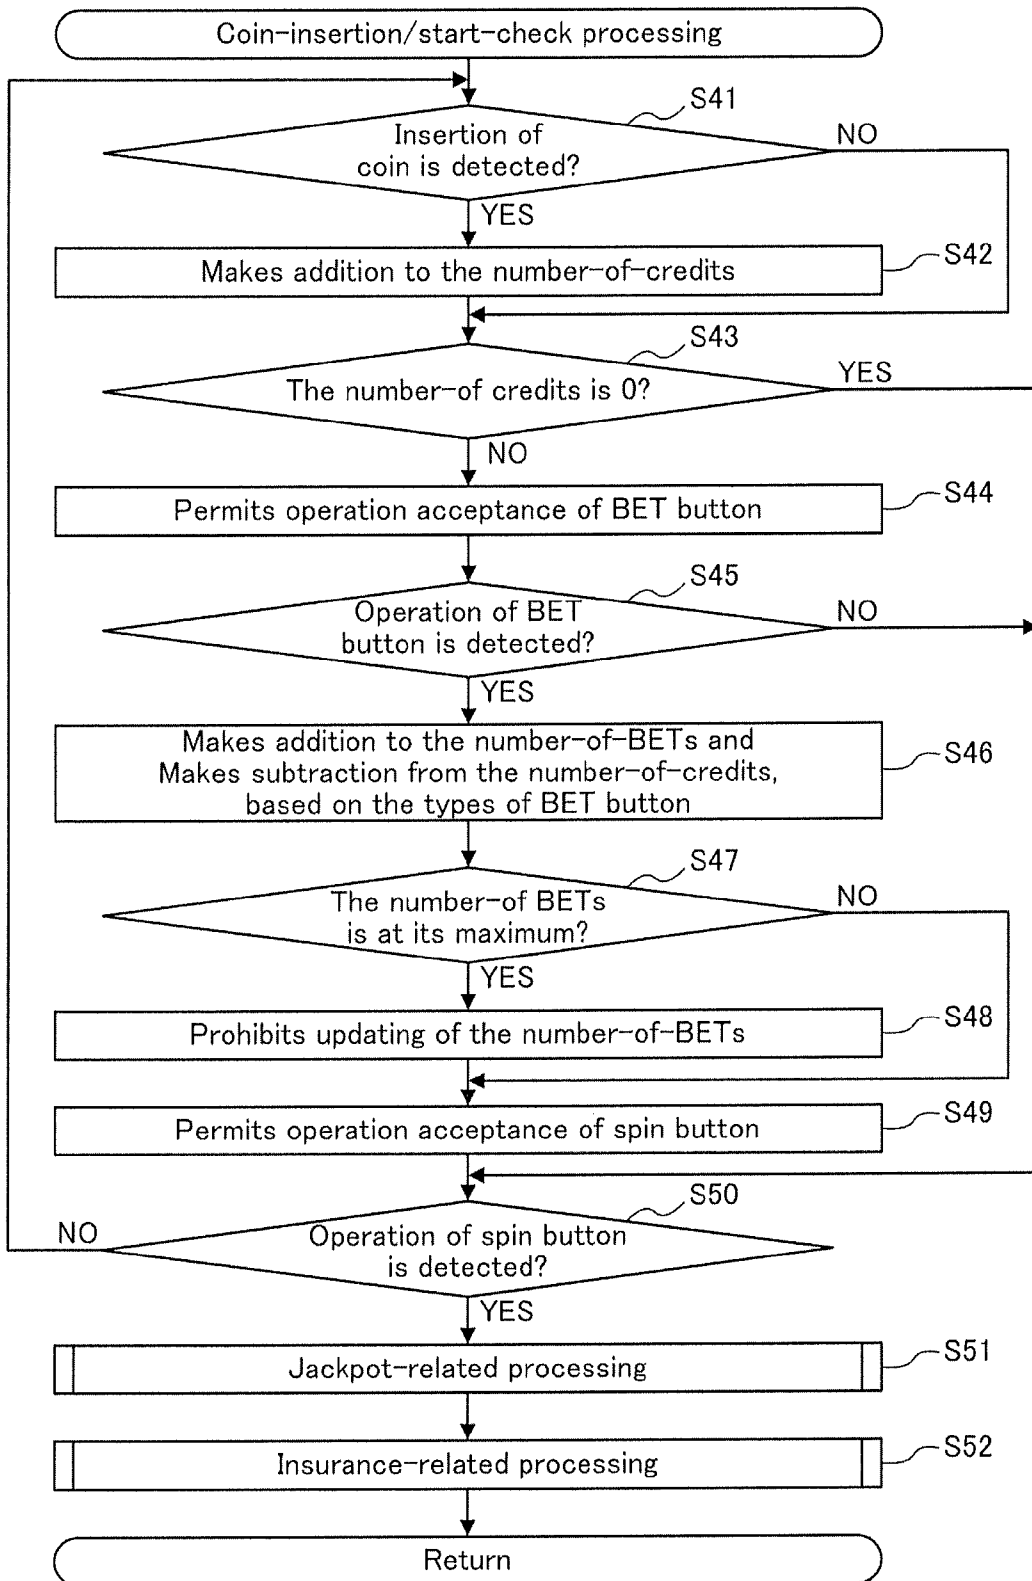 Coin-insertion/start-check processing
S41
Insertion of
coin is detected?
NO
YES
Makes addition to the number-of-credits
S42
S43
The number-of credits is 0?
YES
NO
Permits operation acceptance of BET button
S44
S45
Operation of BET
button is detected?
NO
YES
Makes addition to the number-of-BETs and
Makes subtraction from the number-of-credits,
based on the types of BET button
S46
S47
The number-of BETs
is at its maximum?
NO
YES
Prohibits updating of the number-of-BETs
S48
Permits operation acceptance of spin button
S49
S50
NO
Operation of spin button
is detected?
YES
Jackpot-related processing
S51
Insurance-related processing
S52
Return